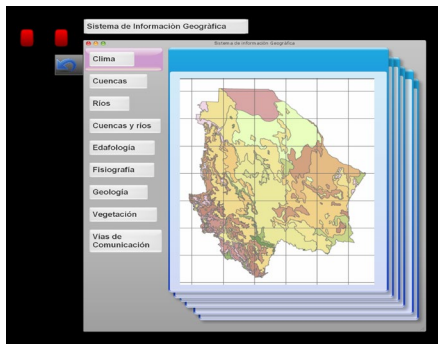 Sistema de Información Geográfica
Sistema de Información Geográfica
Clima
Cuencas
Ríos
Cuencas y ríos
Edafología
Fisiografía
Geología
Vegetación
Vías de
Comunicación